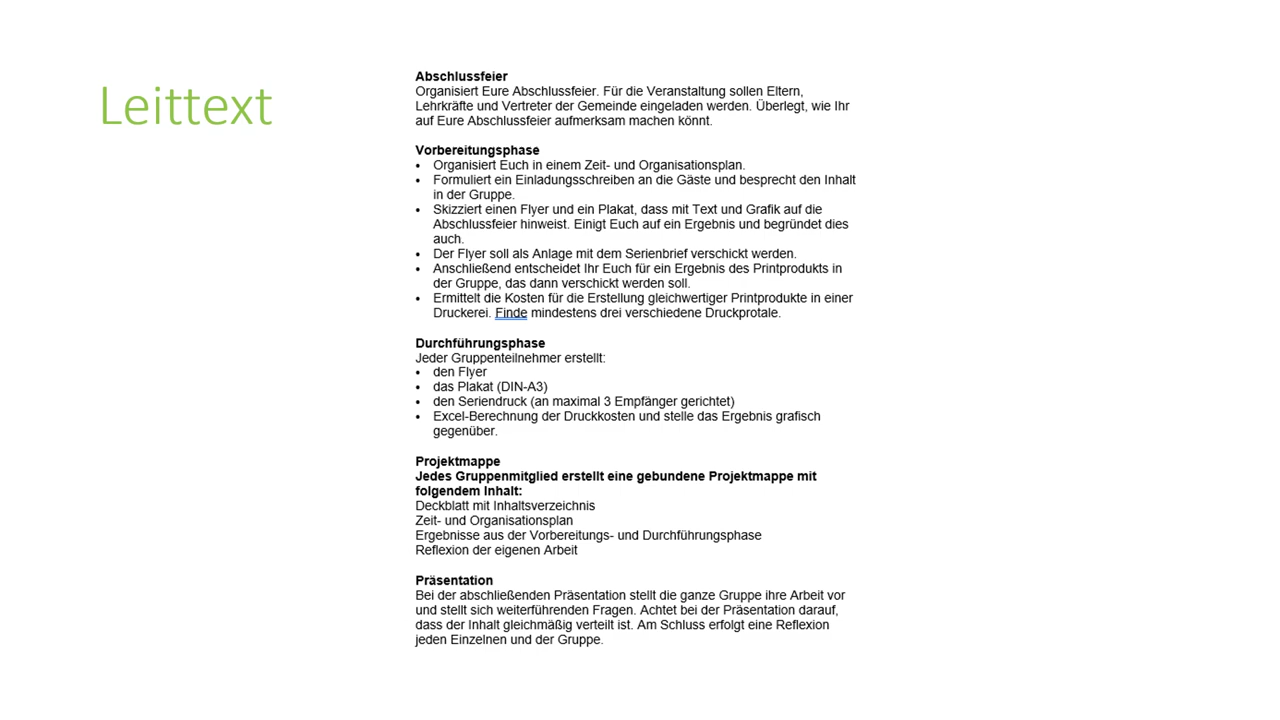 Leittext
Abschlussfeier
Organisiert Eure Abschlussfeier. Für die Veranstaltung sollen Eltern,
Lehrkräfte und Vertreter der Gemeinde eingeladen werden. Überlegt, wie Ihr
auf Eure Abschlussfeier aufmerksam machen könnt.
Vorbereitungsphase
• Organisiert Euch in einem Zeit- und Organisationsplan.
• Formuliert ein Einladungsschreiben an die Gäste und besprecht den Inhalt
in der Gruppe.
• Skizziert einen Flyer und ein Plakat, dass mit Text und Grafik auf die
Abschlussfeier hinweist. Einigt Euch auf ein Ergebnis und begründet dies
auch.
• Der Flyer soll als Anlage mit dem Serienbrief verschickt werden.
• Anschließend entscheidet Ihr Euch für ein Ergebnis des Printprodukts in
der Gruppe, das dann verschickt werden soll.
• Ermittelt die Kosten für die Erstellung gleichwertiger Printprodukte in einer
Druckerei. Finde mindestens drei verschiedene Druckprotale.
Durchführungsphase
Jeder Gruppenteilnehmer erstellt:
• den Flyer
• das Plakat (DIN-A3)
• den Seriendruck (an maximal 3 Empfänger gerichtet)
• Excel-Berechnung der Druckkosten und stelle das Ergebnis grafisch
gegenüber.
Projektmappe
Jedes Gruppenmitglied erstellt eine gebundene Projektmappe mit
folgendem Inhalt:
Deckblatt mit Inhaltsverzeichnis
Zeit- und Organisationsplan
Ergebnisse aus der Vorbereitungs- und Durchführungsphase
Reflexion der eigenen Arbeit
Präsentation
Bei der abschließenden Präsentation stellt die ganze Gruppe ihre Arbeit vor
und stellt sich weiterführenden Fragen. Achtet bei der Präsentation darauf,
dass der Inhalt gleichmäßig verteilt ist. Am Schluss erfolgt eine Reflexion
jeden Einzelnen und der Gruppe.